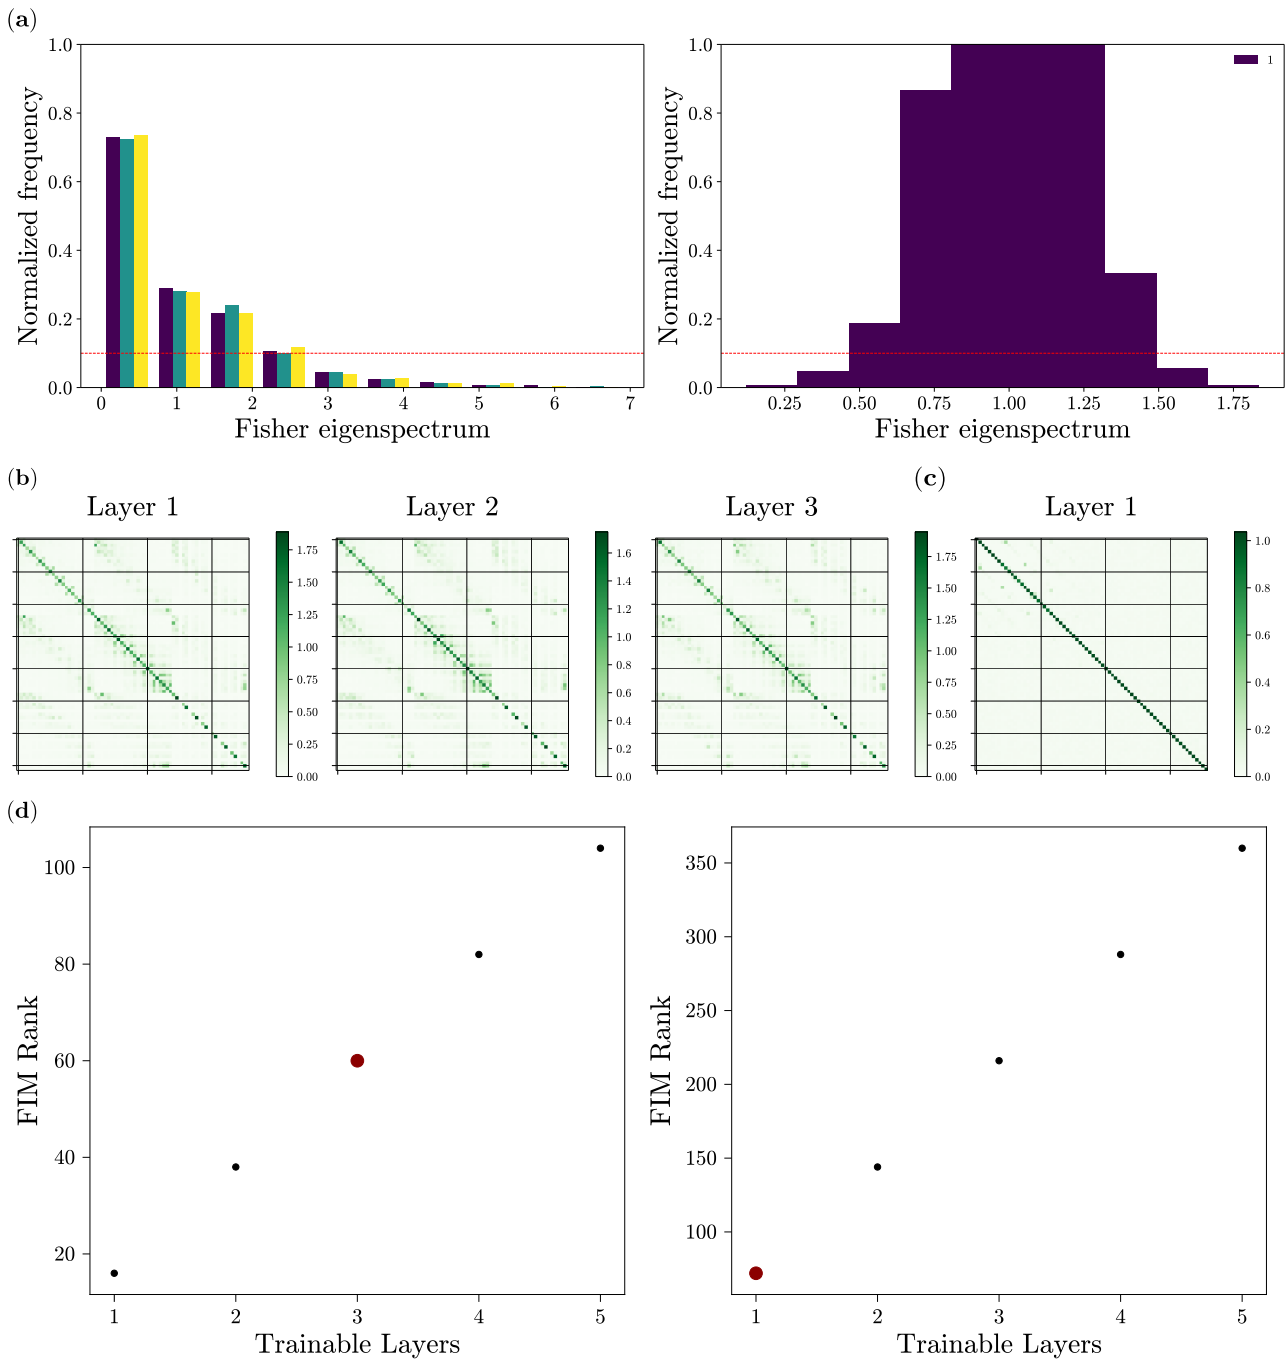 (a)
1.0
0.8
0.6
0.4
0.2
0.0
Normalized frequency
0 1 2 3 4 5 6 7
Fisher eigenspectrum
1.0
0.8
0.6
0.4
0.2
0.0
Normalized frequency
1
0.25 0.50 0.75 1.00 1.25 1.50 1.75
Fisher eigenspectrum
(b)
Layer 1
1.75
1.50
1.25
1.00
0.75
0.50
0.25
0.00
Layer 2
1.6
1.4
1.2
1.0
0.8
0.6
0.4
0.2
0.0
Layer 3
1.75
1.50
1.25
1.00
0.75
0.50
0.25
0.00
(c)
Layer 1
1.0
0.8
0.6
0.4
0.2
0.0
(d)
100
80
60
40
20
FIM Rank
1 2 3 4 5
Trainable Layers
350
300
250
200
150
100
FIM Rank
1 2 3 4 5
Trainable Layers